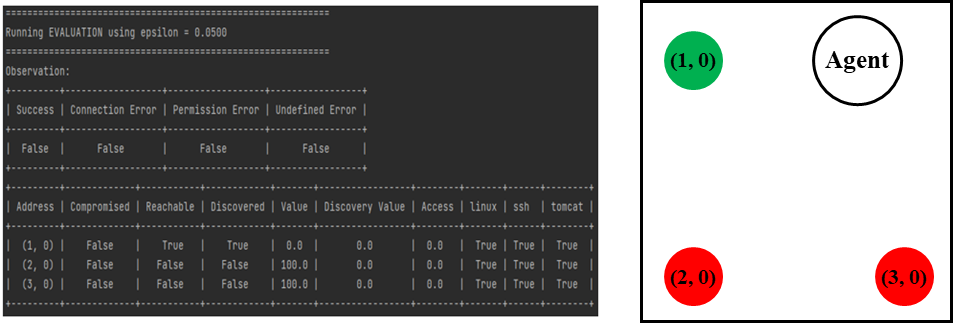 ============================================================
Running EVALUATION using epsilon = 0.0500
============================================================
Observation:
+---------+------------------+------------------+-----------------+
| Success | Connection Error | Permission Error | Undefined Error |
+---------+------------------+------------------+-----------------+
| False | False | False | False |
+---------+------------------+------------------+-----------------+
+---------+-------------+-----------+------------+-------+-----------------+--------+-------+------+--------+
| Address | Compromised | Reachable | Discovered | Value | Discovery Value | Access | linux | ssh | tomcat |
+---------+-------------+-----------+------------+-------+-----------------+--------+-------+------+--------+
| (1, 0) | False | True | True | 0.0 | 0.0 | 0.0 | True | True | True |
| (2, 0) | False | False | False | 100.0 | 0.0 | 0.0 | True | True | True |
| (3, 0) | False | False | False | 100.0 | 0.0 | 0.0 | True | True | True |
+---------+-------------+-----------+------------+-------+-----------------+--------+-------+------+--------+
(1, 0)
Agent
(2, 0)
(3, 0)